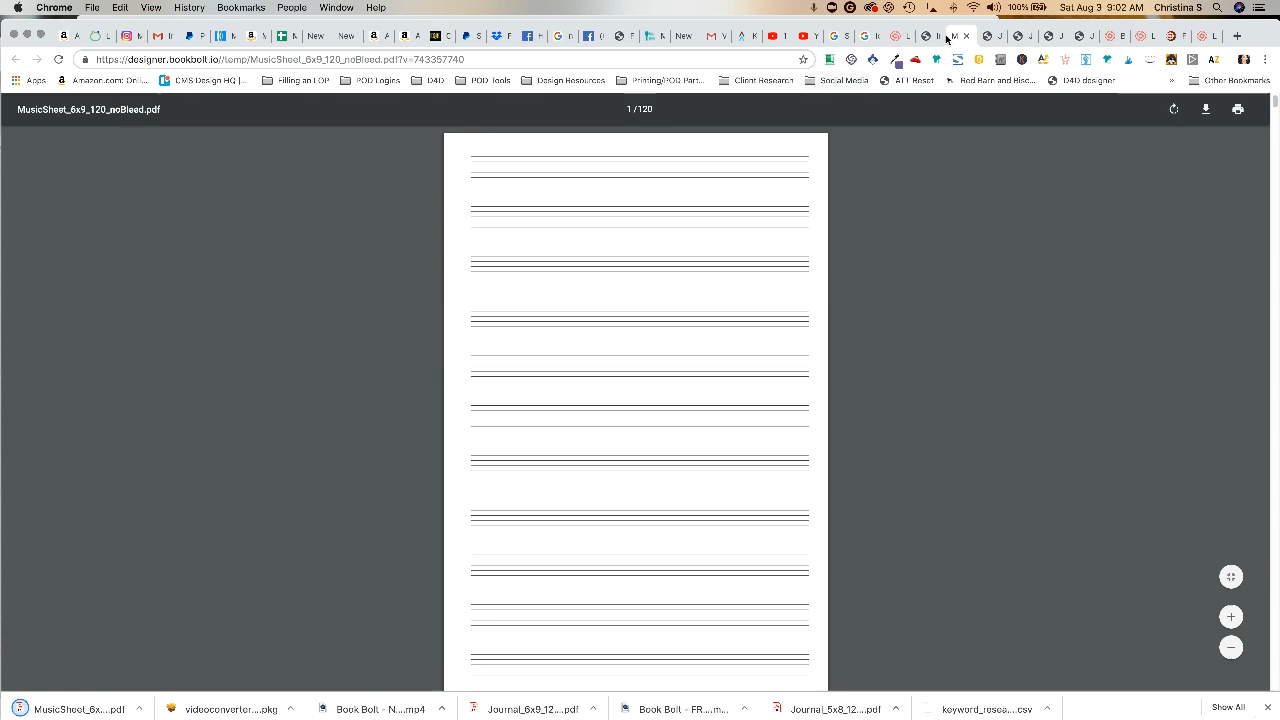 Chrome File Edit View History Bookmarks People Window Help 100% Sat Aug 3 9:02 AM Christina S
https://designer.bookbolt.io/temp/MusicSheet_6x9_120_noBleed.pdf?v=741357740
Apps Amazon.com: Onli... CMS Design HQ |... Filling en LOP POD Logins D4D POD Tools Design Resources Printing/POD Part... Client Research Social Media ATT Reset Red Barn and Bisc... D4D designer » Other Bookmarks
MusicSheet_6x9_120_noBleed.pdf 1 / 120
MusicSheet_6x....pdf videoconverter....pkg Book Bolt - N....mp4 Journal_6x9_12....pdf Book Bolt - FR....m... Journal_5x8_12....pdf keyword_resea....csv Show All